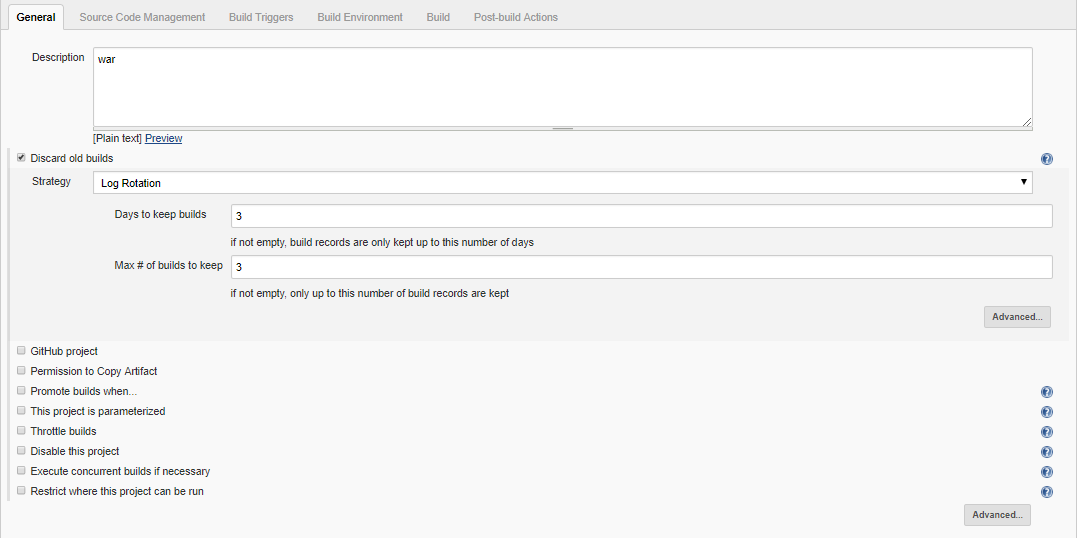 General Source Code Management Build Triggers Build Environment Build Post-build Actions
Description war
[Plain text] Preview
Discard old builds
Strategy Log Rotation
Days to keep builds 3
if not empty, build records are only kept up to this number of days
Max # of builds to keep 3
if not empty, only up to this number of build records are kept
Advanced...
GitHub project
Permission to Copy Artifact
Promote builds when...
This project is parameterized
Throttle builds
Disable this project
Execute concurrent builds if necessary
Restrict where this project can be run
Advanced...